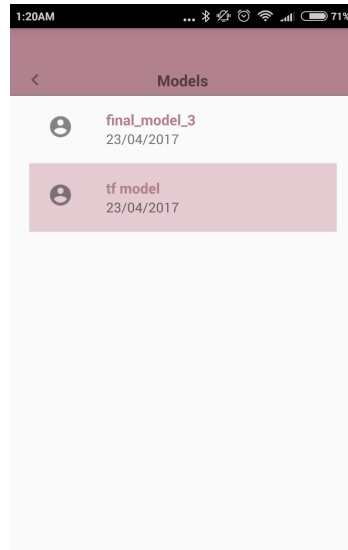 1:20AM ... 71%
Models
final_model_3
23/04/2017
tf model
23/04/2017